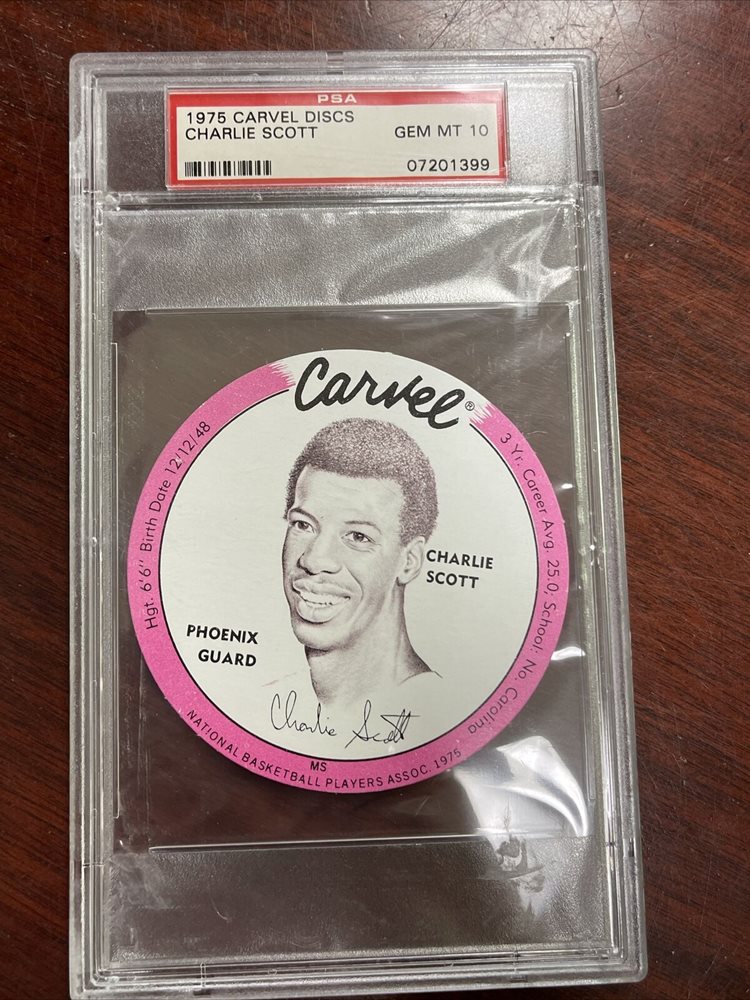 PSA
1975 CARVEL DISCS
CHARLIE SCOTT GEM MT 10
07201399
Carvel®
Hgt. 6'6" Birth Date 12/12/48
3 Yr. Career Avg. 25.0; School: No. Carolina
CHARLIE
SCOTT
PHOENIX
GUARD
Charlie Scott
MS
NATIONAL BASKETBALL PLAYERS ASSOC. 1975